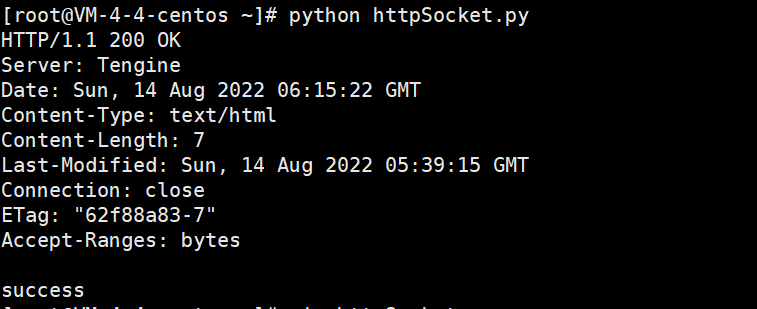 [root@VM-4-4-centos ~]# python httpSocket.py
HTTP/1.1 200 OK
Server: Tengine
Date: Sun, 14 Aug 2022 06:15:22 GMT
Content-Type: text/html
Content-Length: 7
Last-Modified: Sun, 14 Aug 2022 05:39:15 GMT
Connection: close
ETag: "62f88a83-7"
Accept-Ranges: bytes
success